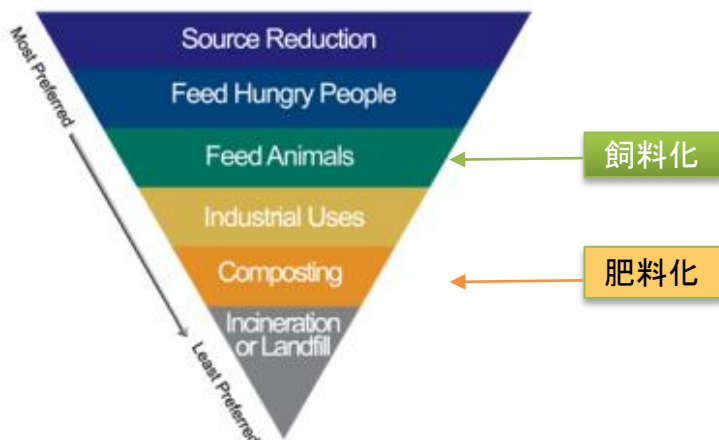 Most Preferred
Source Reduction
Feed Hungry People
Feed Animals
飼料化
Industrial Uses
Composting
肥料化
Incineration
or Landfill
Least Preferred